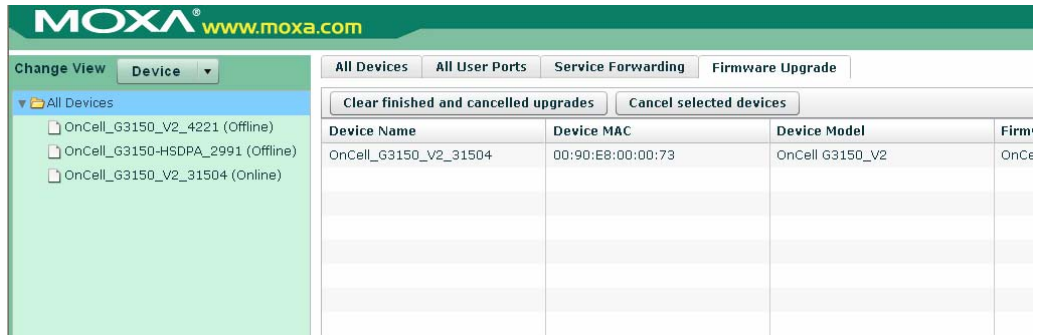 MOXA® www.moxa.com
Change View Device
All Devices
OnCell_G3150_V2_4221 (Offline)
OnCell_G3150-HSDPA_2991 (Offline)
OnCell_G3150_V2_31504 (Online)
All Devices All User Ports Service Forwarding Firmware Upgrade
Clear finished and cancelled upgrades Cancel selected devices
Device Name Device MAC Device Model Firm
OnCell_G3150_V2_31504 00:90:E8:00:00:73 OnCell G3150_V2 OnCe